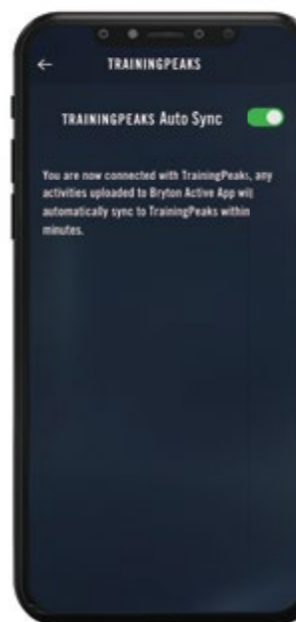 TRAININGPEAKS
TRAININGPEAKS Auto Sync
You are now connected with TrainingPeaks, any
activities uploaded to Bryton Active App will
automatically sync to TrainingPeaks within
minutes.